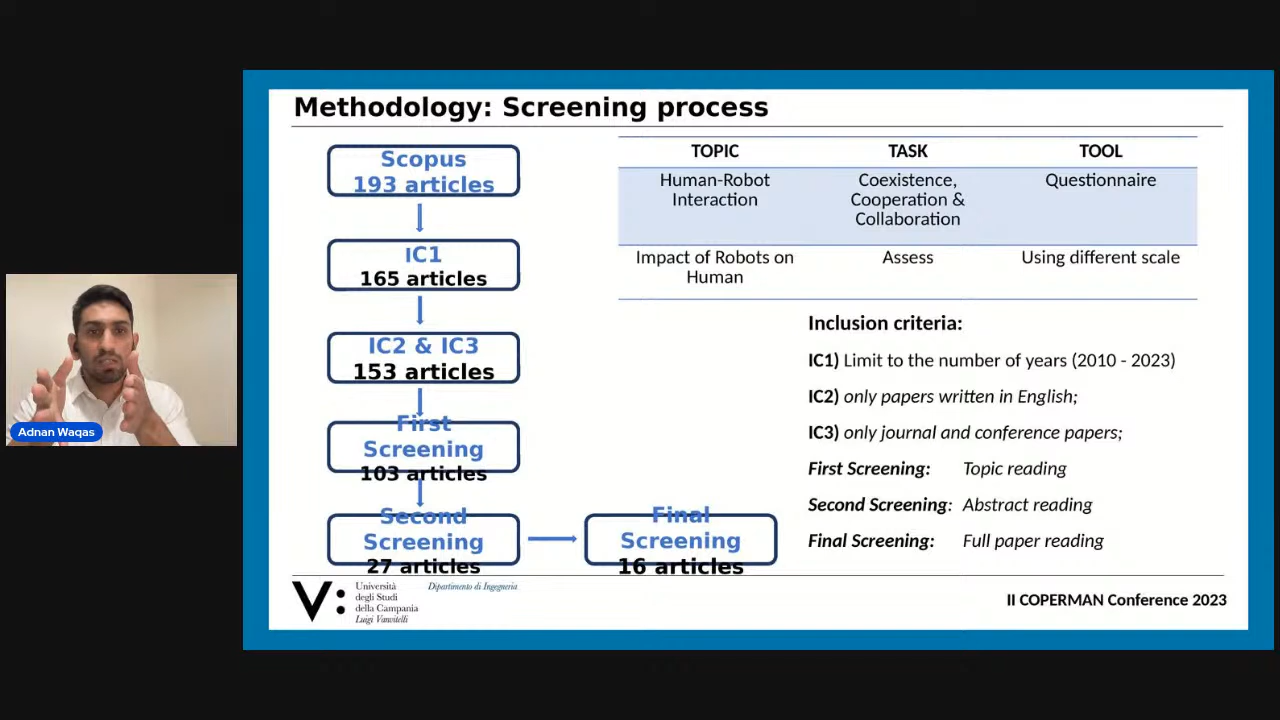 Methodology: Screening process
Scopus
193 articles
IC1
165 articles
IC2 & IC3
153 articles
First
Screening
103 articles
Second
Screening
27 articles
Final
Screening
16 articles
TOPIC TASK TOOL
Human-Robot
Interaction
Coexistence,
Cooperation &
Collaboration
Questionnaire
Impact of Robots on
Human
Assess
Using different scale
Inclusion criteria:
IC1) Limit to the number of years (2010 - 2023)
IC2) only papers written in English;
IC3) only journal and conference papers;
First Screening: Topic reading
Second Screening: Abstract reading
Final Screening: Full paper reading
Adnan Waqas
V:
Università
degli Studi
della Campania
Luigi Vanvitelli
Dipartimento di Ingegneria
II COPERMAN Conference 2023